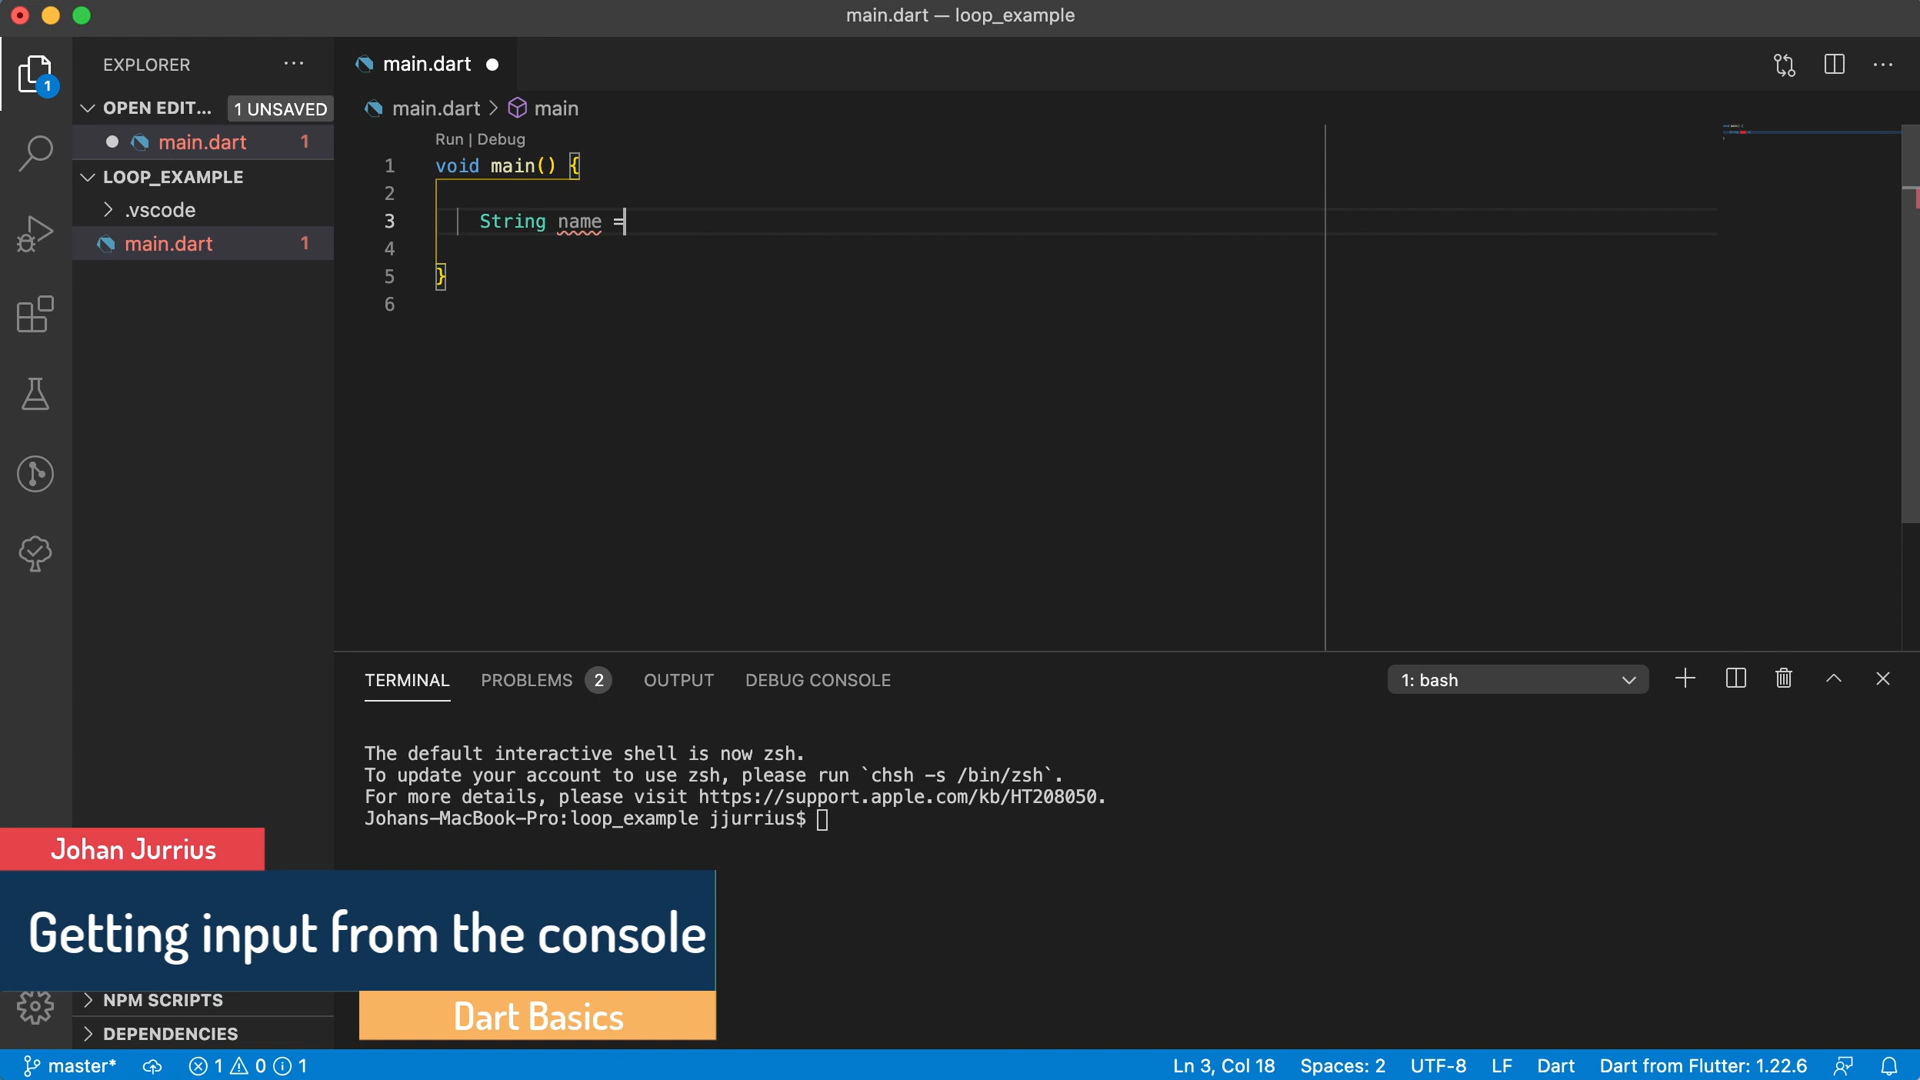 main.dart — loop_example
EXPLORER
main.dart
1
OPEN EDIT... 1 UNSAVED
main.dart 1
LOOP_EXAMPLE
.vscode
main.dart 1
main.dart > main
Run | Debug
1 void main() {
2
3 String name =
4
5 }
6
TERMINAL PROBLEMS 2 OUTPUT DEBUG CONSOLE 1: bash
The default interactive shell is now zsh.
To update your account to use zsh, please run `chsh -s /bin/zsh`.
For more details, please visit https://support.apple.com/kb/HT208050.
Johans-MacBook-Pro:loop_example jjurrius$
Johan Jurrius
Getting input from the console
Dart Basics
NPM SCRIPTS
DEPENDENCIES
master* 1 0 1 Ln 3, Col 18 Spaces: 2 UTF-8 LF Dart Dart from Flutter: 1.22.6